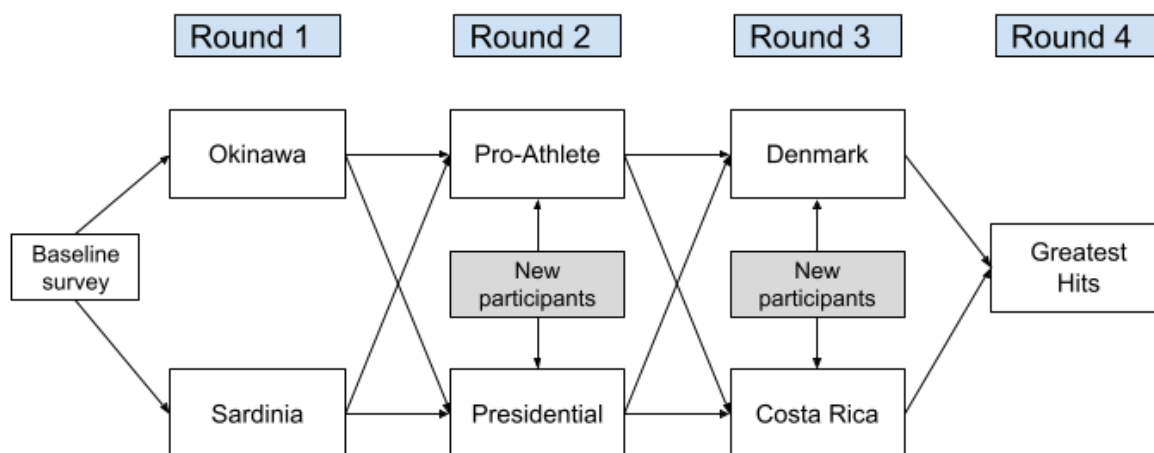 Round 1
Round 2
Round 3
Round 4
Okinawa
Pro-Athlete
Denmark
Baseline
survey
New
participants
New
participants
Greatest
Hits
Sardinia
Presidential
Costa Rica